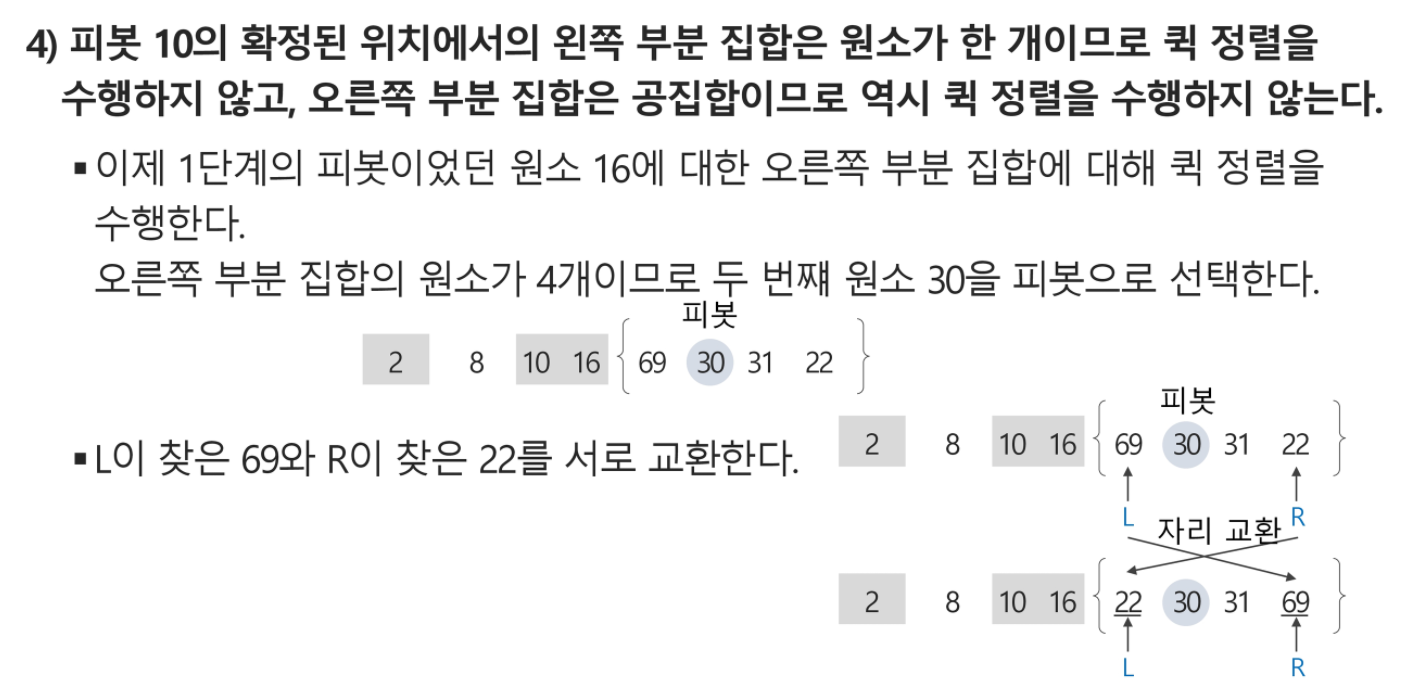 4) 피봇 10의 확정된 위치에서의 왼쪽 부분 집합은 원소가 한 개이므로 퀵 정렬을
수행하지 않고, 오른쪽 부분 집합은 공집합이므로 역시 퀵 정렬을 수행하지 않는다.
▪ 이제 1단계의 피봇이었던 원소 16에 대한 오른쪽 부분 집합에 대해 퀵 정렬을
수행한다.
오른쪽 부분 집합의 원소가 4개이므로 두 번쨰 원소 30을 피봇으로 선택한다.
피봇
2 8 10 16 { 69 30 31 22 }
▪ L이 찾은 69와 R이 찾은 22를 서로 교환한다.
피봇
2 8 10 16 { 69 30 31 22 }
L R
자리 교환
2 8 10 16 { 22 30 31 69 }
L R